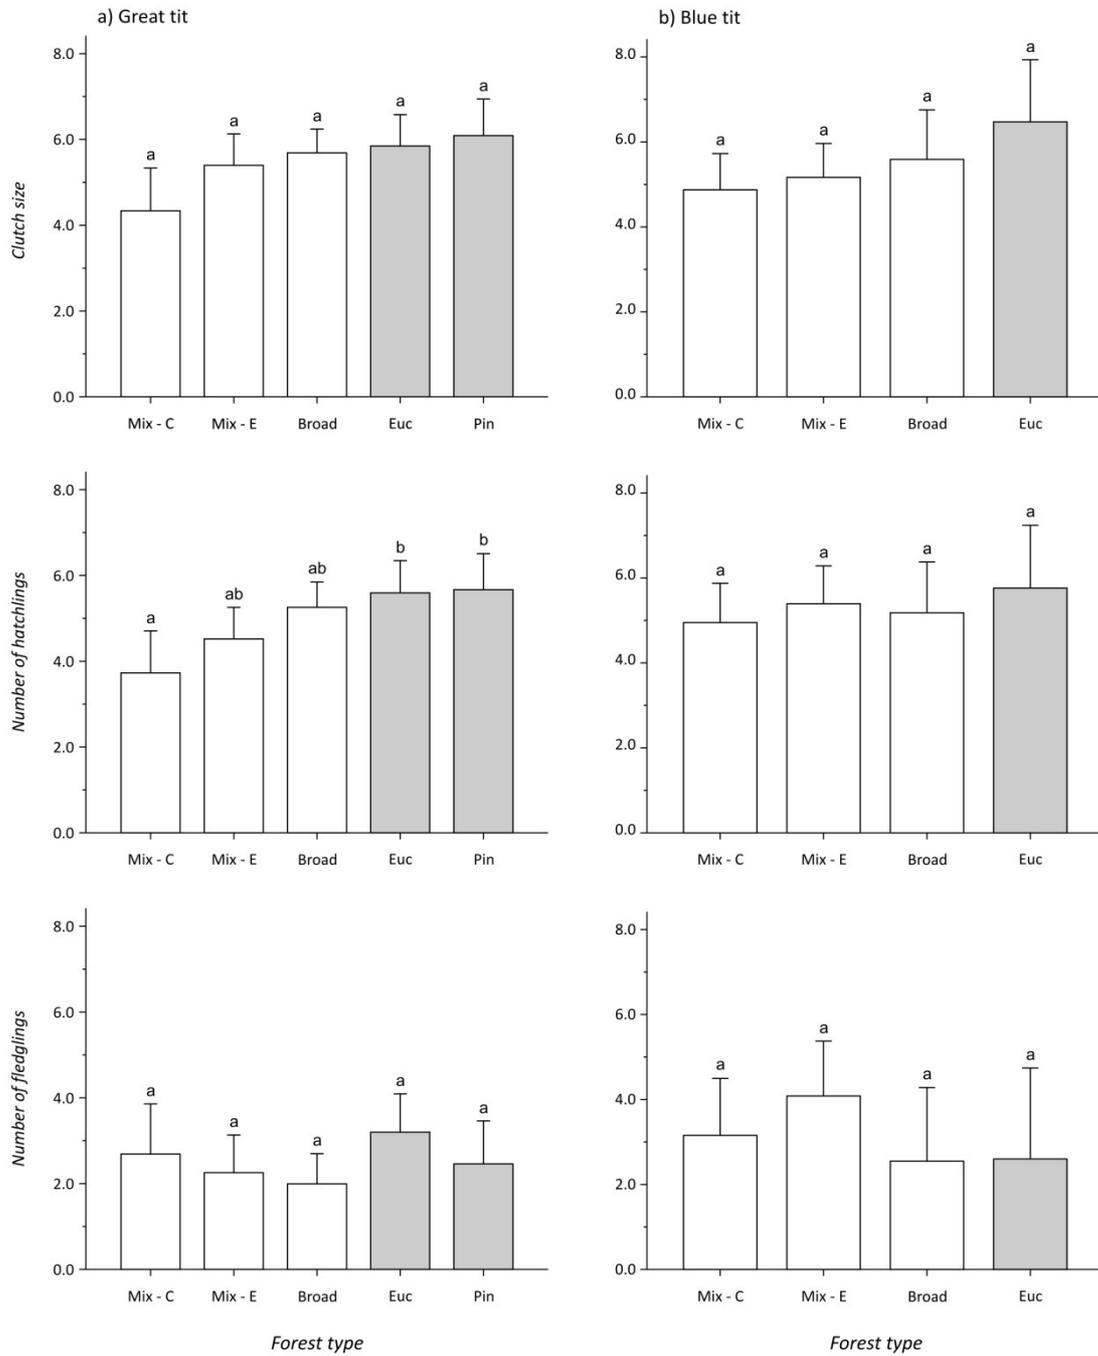 a) Great tit
b) Blue tit
Clutch size
8.0
6.0
4.0
2.0
0.0
a
a
a
a
a
Mix - C Mix - E Broad Euc Pin
8.0
6.0
4.0
2.0
0.0
a
a
a
a
Mix - C Mix - E Broad Euc
Number of hatchlings
8.0
6.0
4.0
2.0
0.0
a
ab
ab
b
b
Mix - C Mix - E Broad Euc Pin
8.0
6.0
4.0
2.0
0.0
a
a
a
a
Mix - C Mix - E Broad Euc
Number of fledglings
8.0
6.0
4.0
2.0
0.0
a
a
a
a
a
Mix - C Mix - E Broad Euc Pin
Forest type
8.0
6.0
4.0
2.0
0.0
a
a
a
a
Mix - C Mix - E Broad Euc
Forest type